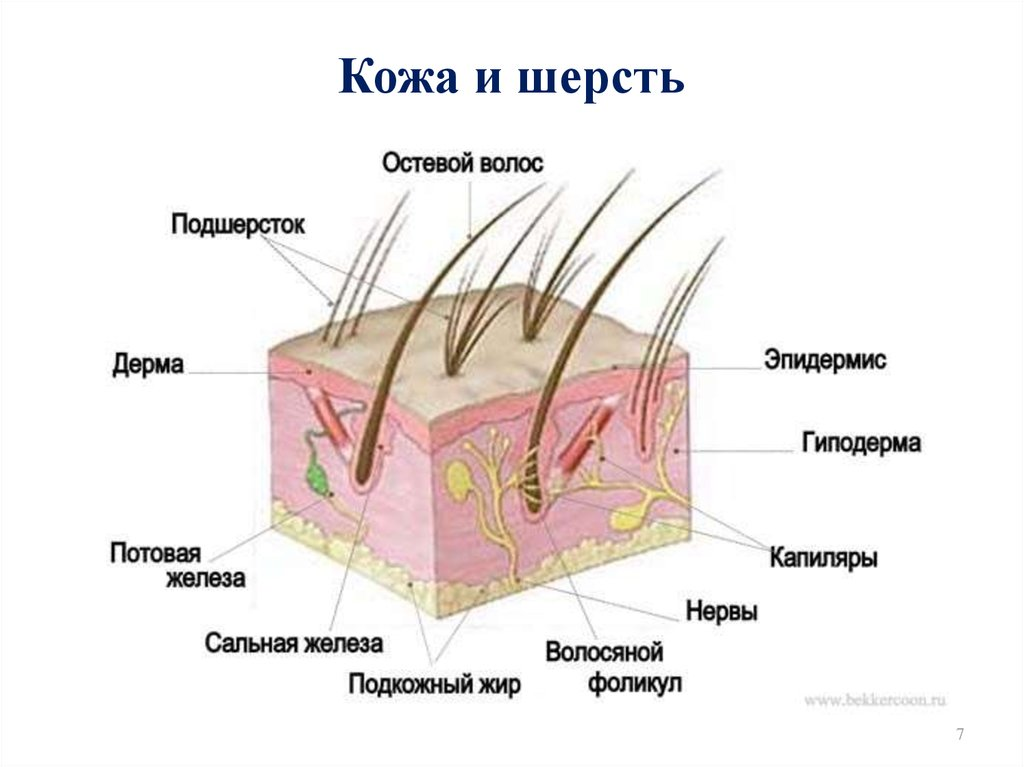 Кожа и шерсть
Остевой волос
Подшерсток
Дерма
Эпидермис
Гиподерма
Потовая
железа
Капиляры
Нервы
Сальная железа
Волосяной
фоликул
Подкожный жир
www.bekkercoon.ru
7